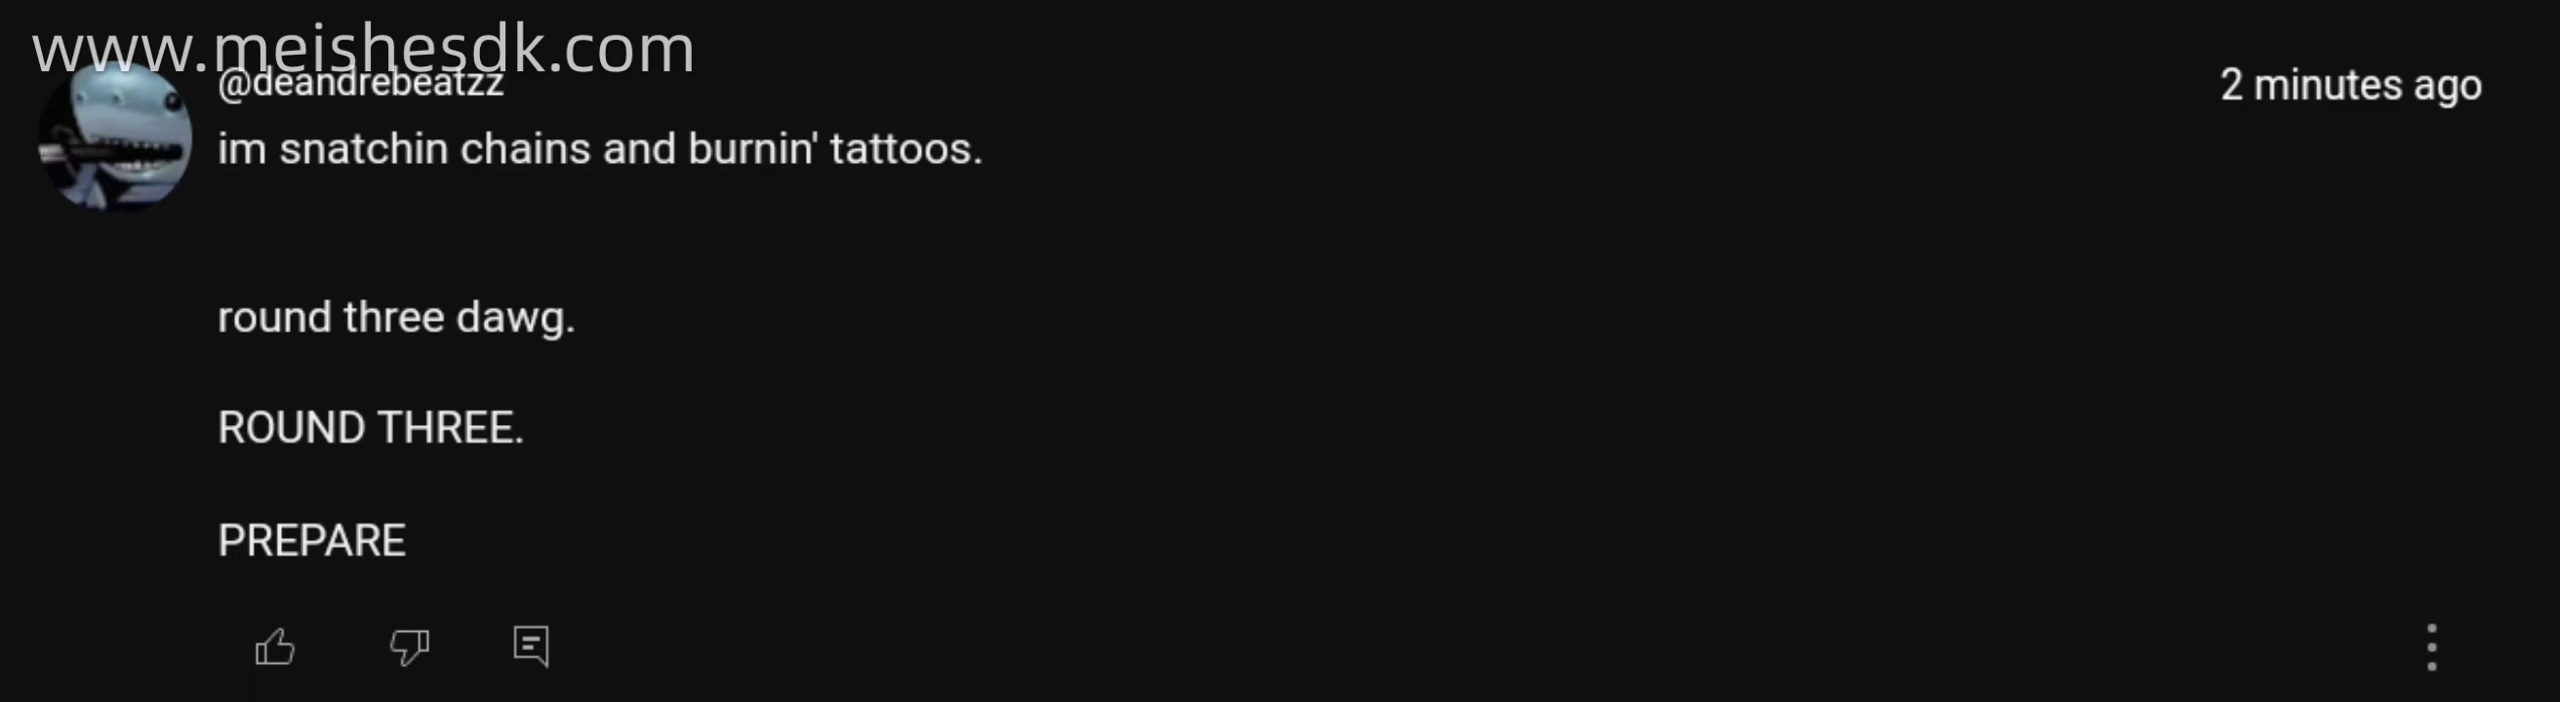 www.meishesdk.com
@deandrebeatzz
2 minutes ago
im snatchin chains and burnin' tattoos.
round three dawg.
ROUND THREE.
PREPARE